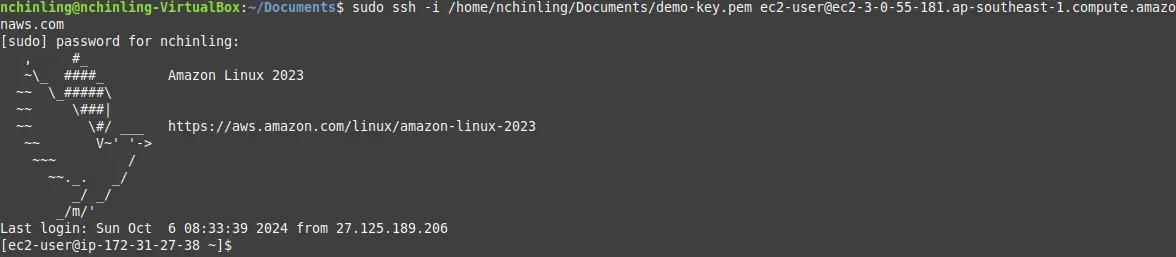 nchinling@nchinling-VirtualBox:~/Documents$ sudo ssh -i /home/nchinling/Documents/demo-key.pem ec2-user@ec2-3-0-55-181.ap-southeast-1.compute.amazo
naws.com
[sudo] password for nchinling:
   ,     #_
   ~\_  ####_        Amazon Linux 2023
  ~~  \_#####\
  ~~     \###|
  ~~       \#/ ___   https://aws.amazon.com/linux/amazon-linux-2023
   ~~       V~' '->
    ~~~         /
      ~~._.   _/
         _/ _/
       _/m/'
Last login: Sun Oct  6 08:33:39 2024 from 27.125.189.206
[ec2-user@ip-172-31-27-38 ~]$